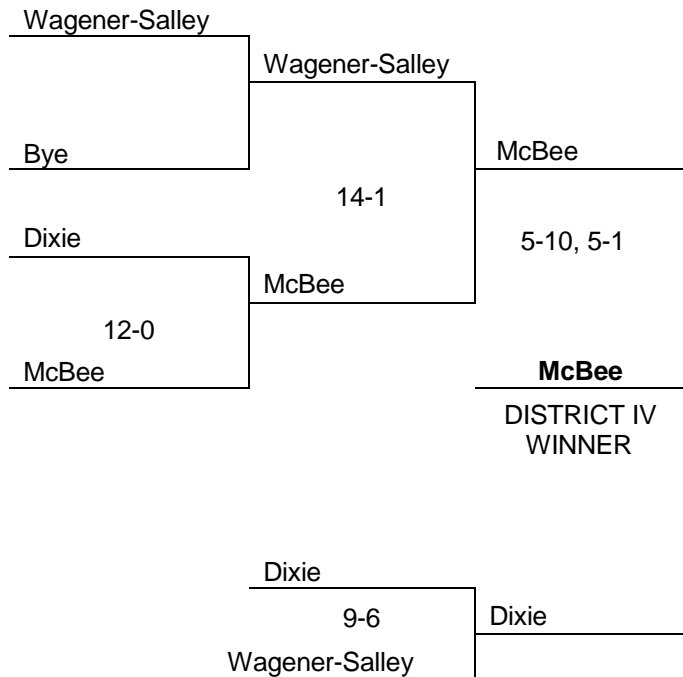 Wagener-Salley
Wagener-Salley
Bye
McBee
14-1
Dixie
5-10, 5-1
McBee
12-0
McBee
McBee
DISTRICT IV
WINNER
Dixie
9-6
Dixie
Wagener-Salley